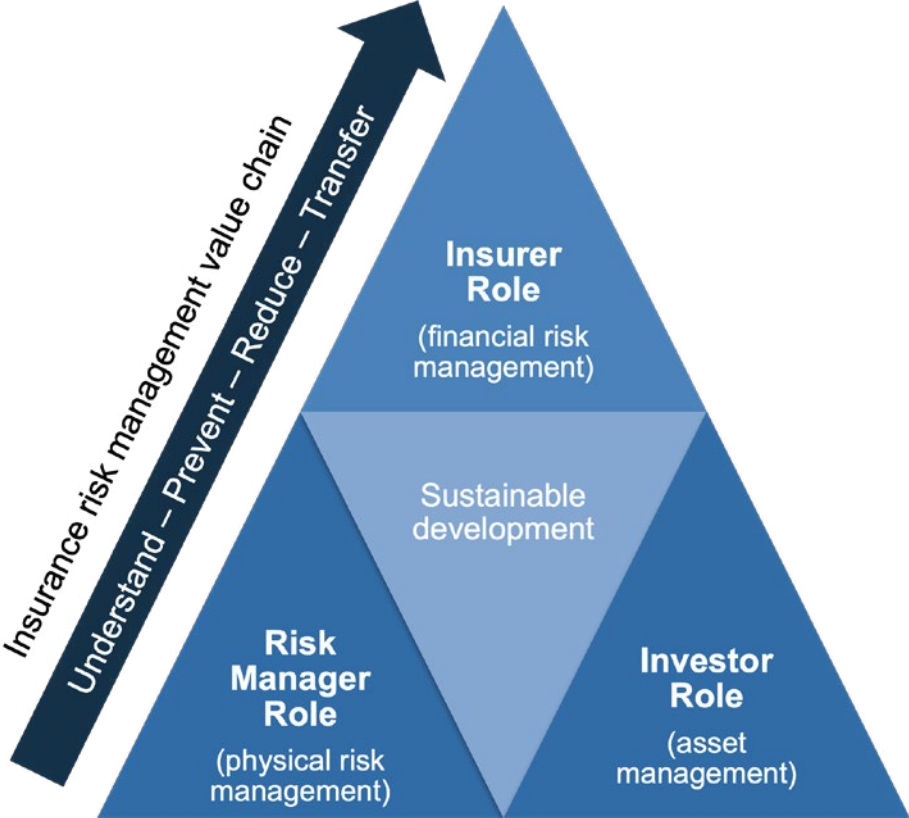 Insurance risk management value chain
Understand – Prevent – Reduce – Transfer
Insurer
Role
(financial risk
management)
Sustainable
development
Risk
Manager
Role
(physical risk
management)
Investor
Role
(asset
management)